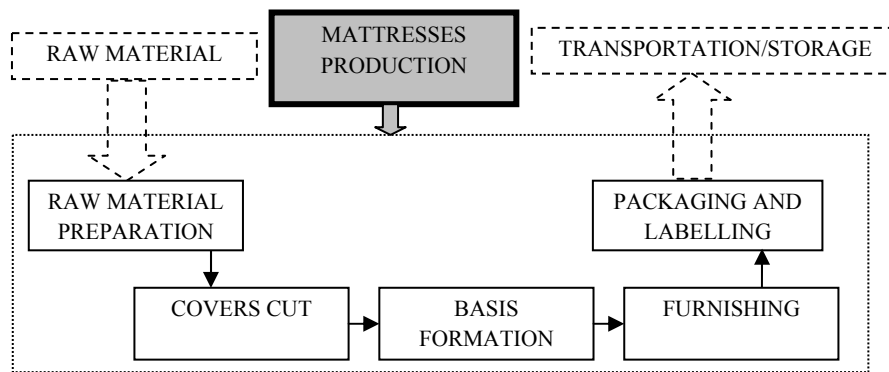 RAW MATERIAL
MATTRESSES
PRODUCTION
TRANSPORTATION/STORAGE
RAW MATERIAL
PREPARATION
PACKAGING AND
LABELLING
COVERS CUT
BASIS
FORMATION
FURNISHING